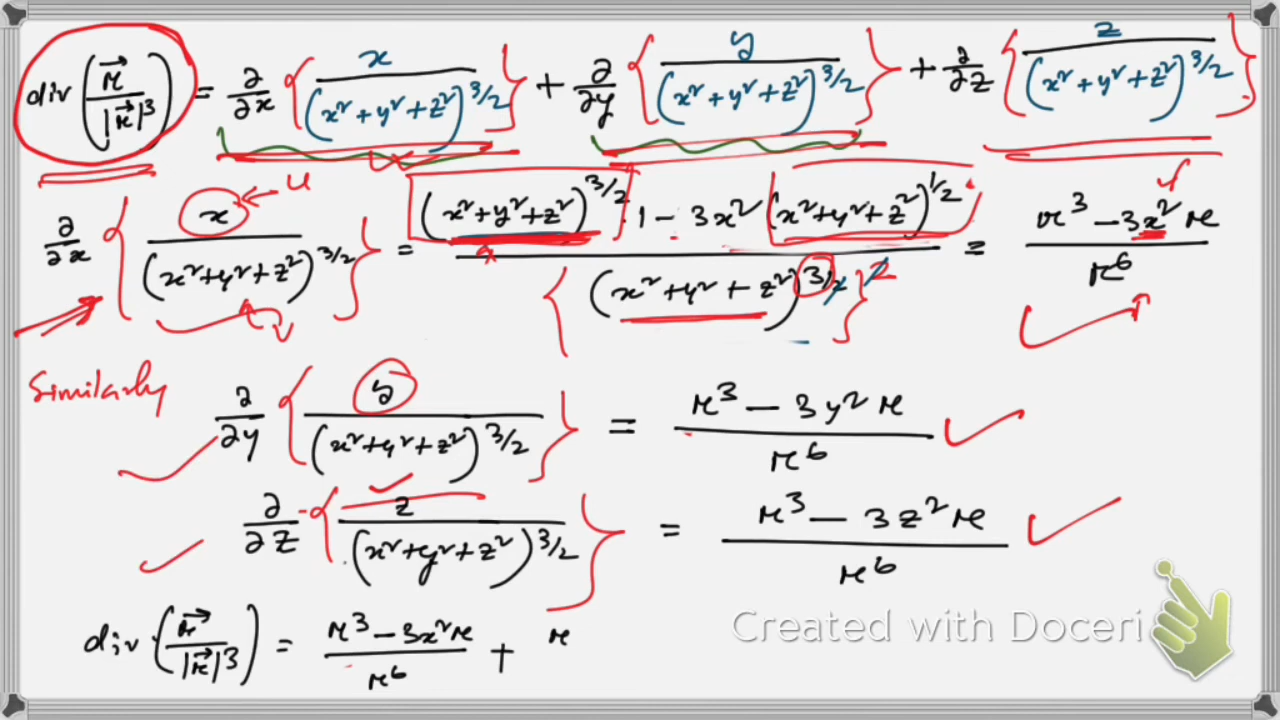 div(r⃗/|r⃗|³) = ∂/∂x {x/(x²+y²+z²)^3/2} + ∂/∂y {y/(x²+y²+z²)^3/2} + ∂/∂z {z/(x²+y²+z²)^3/2}
∂/∂x {x/(x²+y²+z²)^3/2} = ((x²+y²+z²)^3/2 · 1 − 3x²(x²+y²+z²)^1/2)/{(x²+y²+z²)^3/2}² = (r³ − 3x²r)/r⁶
u
v
Similarly
∂/∂y {y/(x²+y²+z²)^3/2} = (r³ − 3y²r)/r⁶
∂/∂z {z/(x²+y²+z²)^3/2} = (r³ − 3z²r)/r⁶
div(r⃗/|r⃗|³) = (r³ − 3x²r)/r⁶ + r
Created with Doceri